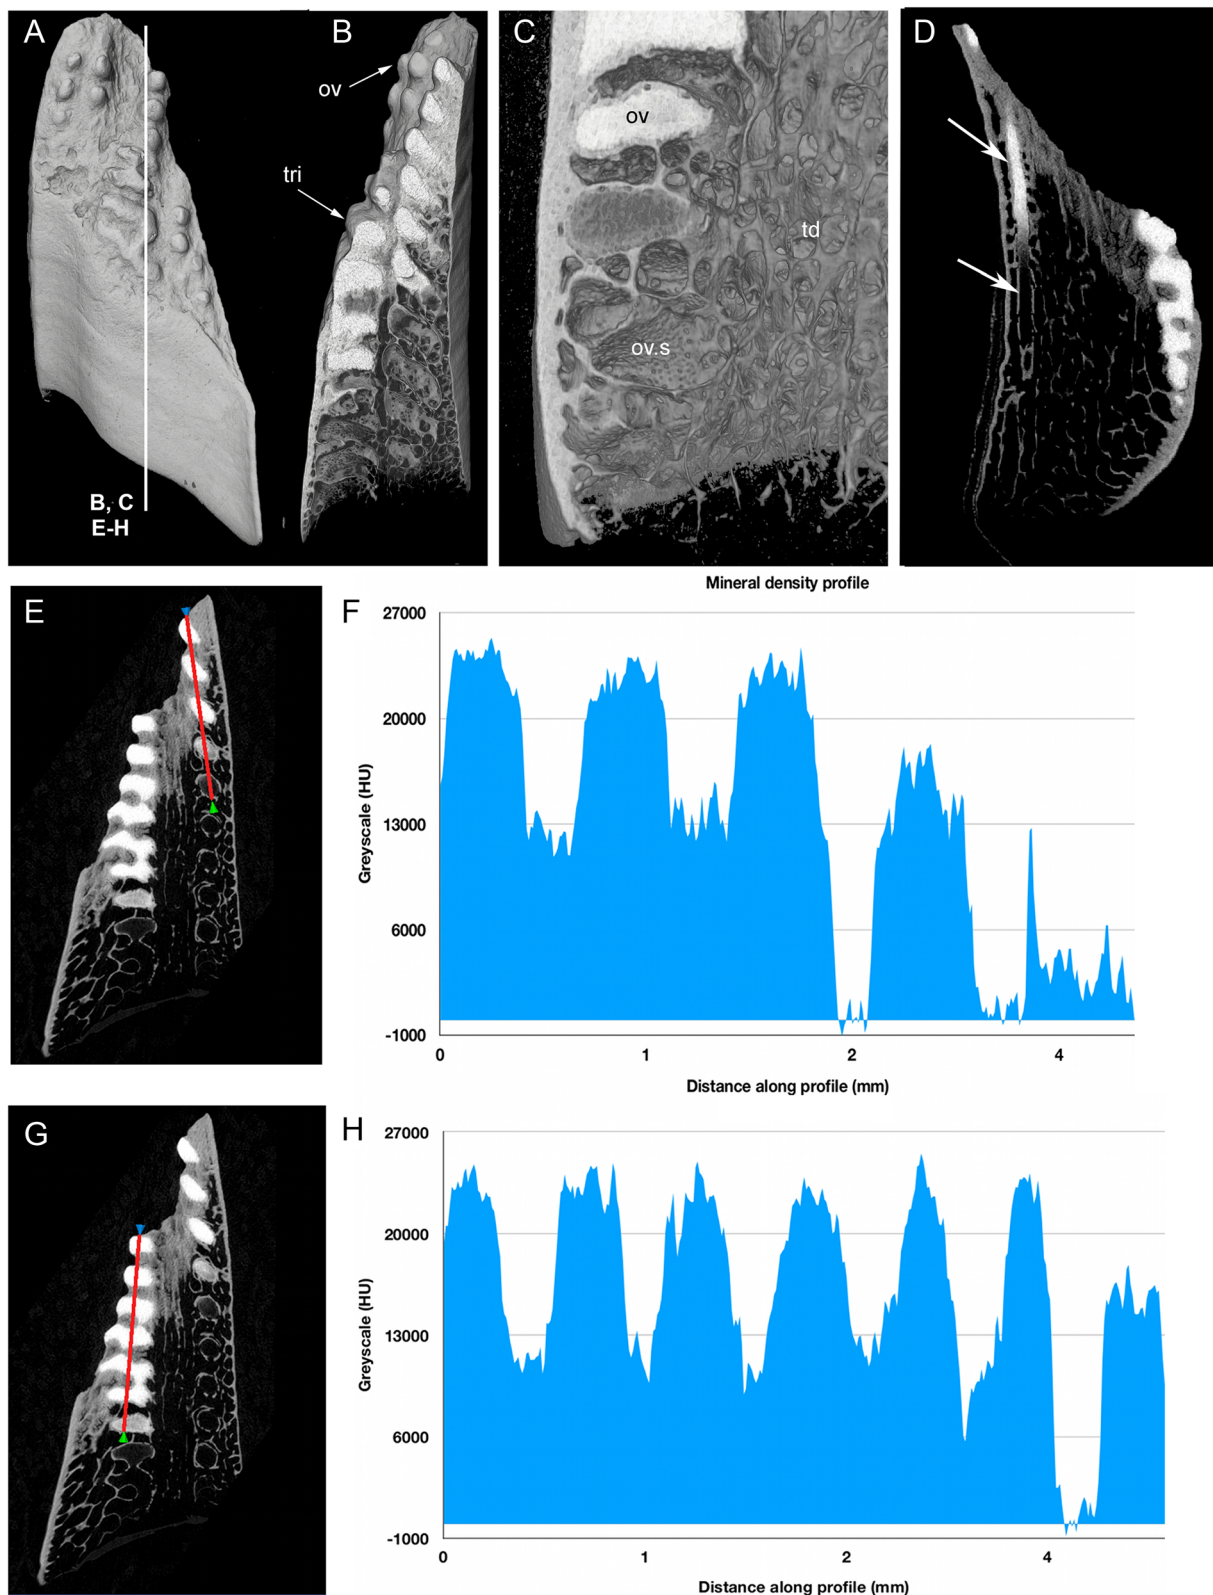 A
B
ov
tri
B, C
E-H
C
ov
td
ov.s
D
E
F
Mineral density profile
27000
20000
13000
6000
-1000
Greyscale (HU)
0
1
2
4
Distance along profile (mm)
G
H
27000
20000
13000
6000
-1000
Greyscale (HU)
0
1
2
4
Distance along profile (mm)